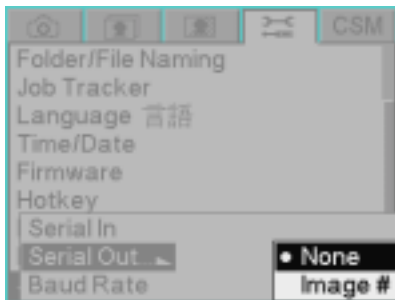 CSM
Folder/File Naming
Job Tracker
Language 言語
Time/Date
Firmware
Hotkey
Serial In
Serial Out
None
Baud Rate
Image #